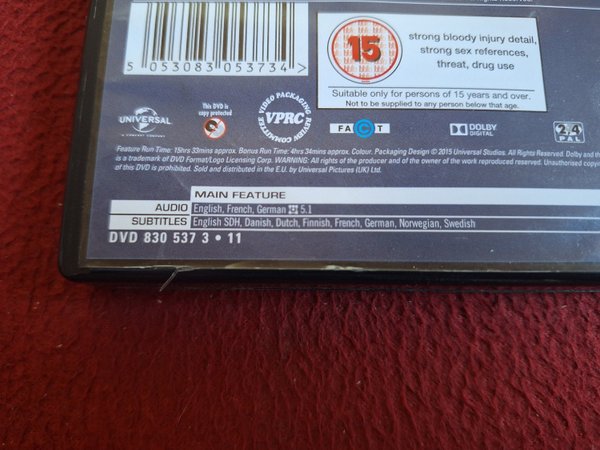 5 053083 053734 >
15
strong bloody injury detail,
strong sex references,
threat, drug use
Suitable only for persons of 15 years and over.
Not to be supplied to any person below that age.
UNIVERSAL
A COMCAST COMPANY
This DVD is
copy protected
VIDEO PACKAGING
REVIEW COMMITTEE
VPRC
FACT
DOLBY
DIGITAL
2,4
PAL
Feature Run Time: 15hrs 33mins approx. Bonus Run Time: 4hrs 34mins approx. Colour. Packaging Design © 2015 Universal Studios. All Rights Reserved. Dolby and the
is a trademark of DVD Format/Logo Licensing Corp. WARNING: All rights of the producer and of the owner of the work reproduced reserved. Unauthorised copy
of this DVD is prohibited. Sold and distributed in the E.U. by Universal Pictures (UK) Ltd.
MAIN FEATURE
AUDIO English, French, German 5.1
SUBTITLES English SDH, Danish, Dutch, Finnish, French, German, Norwegian, Swedish
DVD 830 537 3 • 11